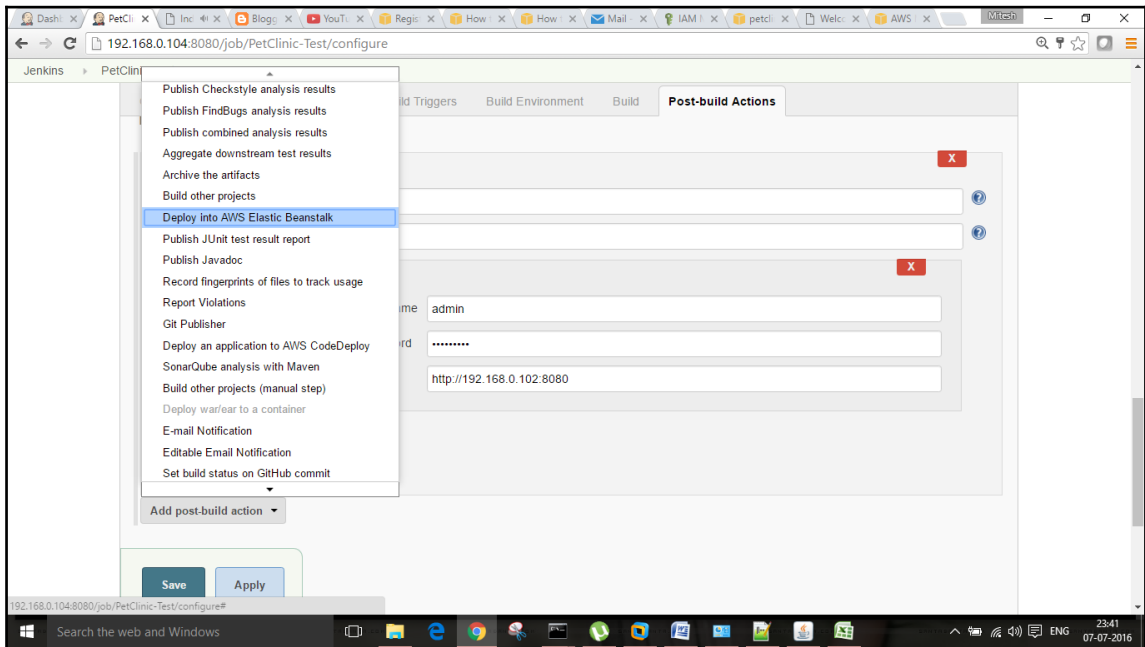 Dashb
PetCli
Inc
Blogg
YouTu
Regis
How
How
Mail -
IAM
petcli
Welco
AWS
Mitesh
192.168.0.104:8080/job/PetClinic-Test/configure
Jenkins
PetClin
ild Triggers
Build Environment
Build
Post-build Actions
Publish Checkstyle analysis results
Publish FindBugs analysis results
Publish combined analysis results
Aggregate downstream test results
Archive the artifacts
Build other projects
Deploy into AWS Elastic Beanstalk
Publish JUnit test result report
Publish Javadoc
Record fingerprints of files to track usage
Report Violations
Git Publisher
Deploy an application to AWS CodeDeploy
SonarQube analysis with Maven
Build other projects (manual step)
Deploy war/ear to a container
E-mail Notification
Editable Email Notification
Set build status on GitHub commit
X
X
ame admin
ord •••••••••
http://192.168.0.102:8080
Add post-build action
Save Apply
192.168.0.104:8080/job/PetClinic-Test/configure#
Search the web and Windows
ENG
23:41
07-07-2016